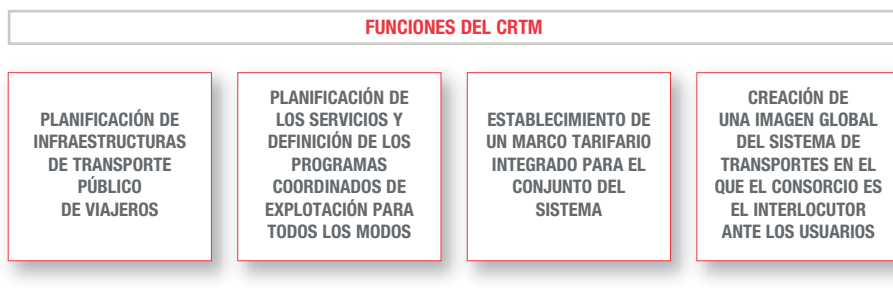 FUNCIONES DEL CRTM
PLANIFICACIÓN DE
INFRAESTRUCTURAS
DE TRANSPORTE
PÚBLICO
DE VIAJEROS
PLANIFICACIÓN DE
LOS SERVICIOS Y
DEFINICIÓN DE LOS
PROGRAMAS
COORDINADOS DE
EXPLOTACIÓN PARA
TODOS LOS MODOS
ESTABLECIMIENTO DE
UN MARCO TARIFARIO
INTEGRADO PARA EL
CONJUNTO DEL
SISTEMA
CREACIÓN DE
UNA IMAGEN GLOBAL
DEL SISTEMA DE
TRANSPORTES EN EL
QUE EL CONSORCIO ES
EL INTERLOCUTOR
ANTE LOS USUARIOS